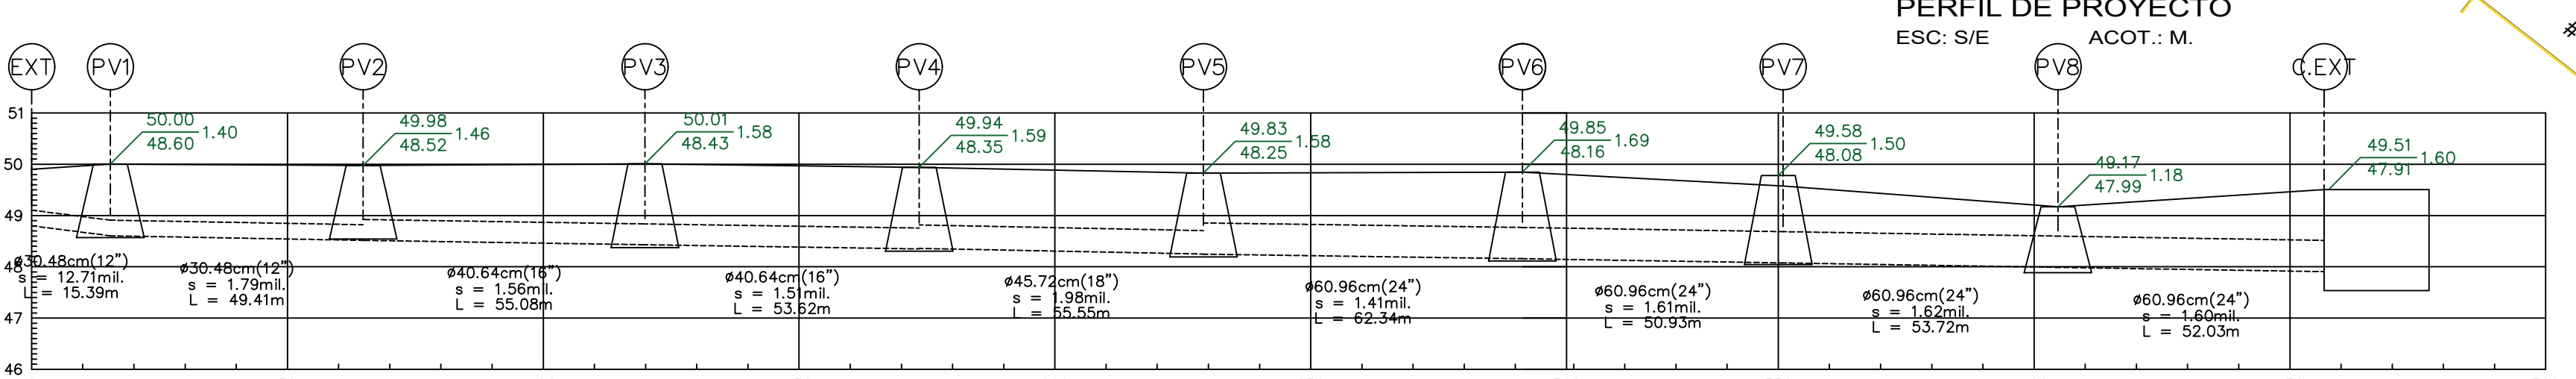 PERFIL DE PROYECTO
ESC: S/E ACOT.: M.
EXT PV1 PV2 PV3 PV4 PV5 PV6 PV7 PV8 C.EXT
51
50
49
48
47
46
50.00
48.60
1.40
49.98
48.52
1.46
50.01
48.43
1.58
49.94
48.35
1.59
49.83
48.25
1.58
49.85
48.16
1.69
49.58
48.08
1.50
49.17
47.99
1.18
49.51
47.91
1.60
ø30.48cm(12")
s = 12.71mil.
L = 15.39m
ø30.48cm(12")
s = 1.79mil.
L = 49.41m
ø40.64cm(16")
s = 1.56mil.
L = 55.08m
ø40.64cm(16")
s = 1.51mil.
L = 53.62m
ø45.72cm(18")
s = 1.98mil.
L = 55.55m
ø60.96cm(24")
s = 1.41mil.
L = 62.34m
ø60.96cm(24")
s = 1.61mil.
L = 50.93m
ø60.96cm(24")
s = 1.62mil.
L = 53.72m
ø60.96cm(24")
s = 1.60mil.
L = 52.03m